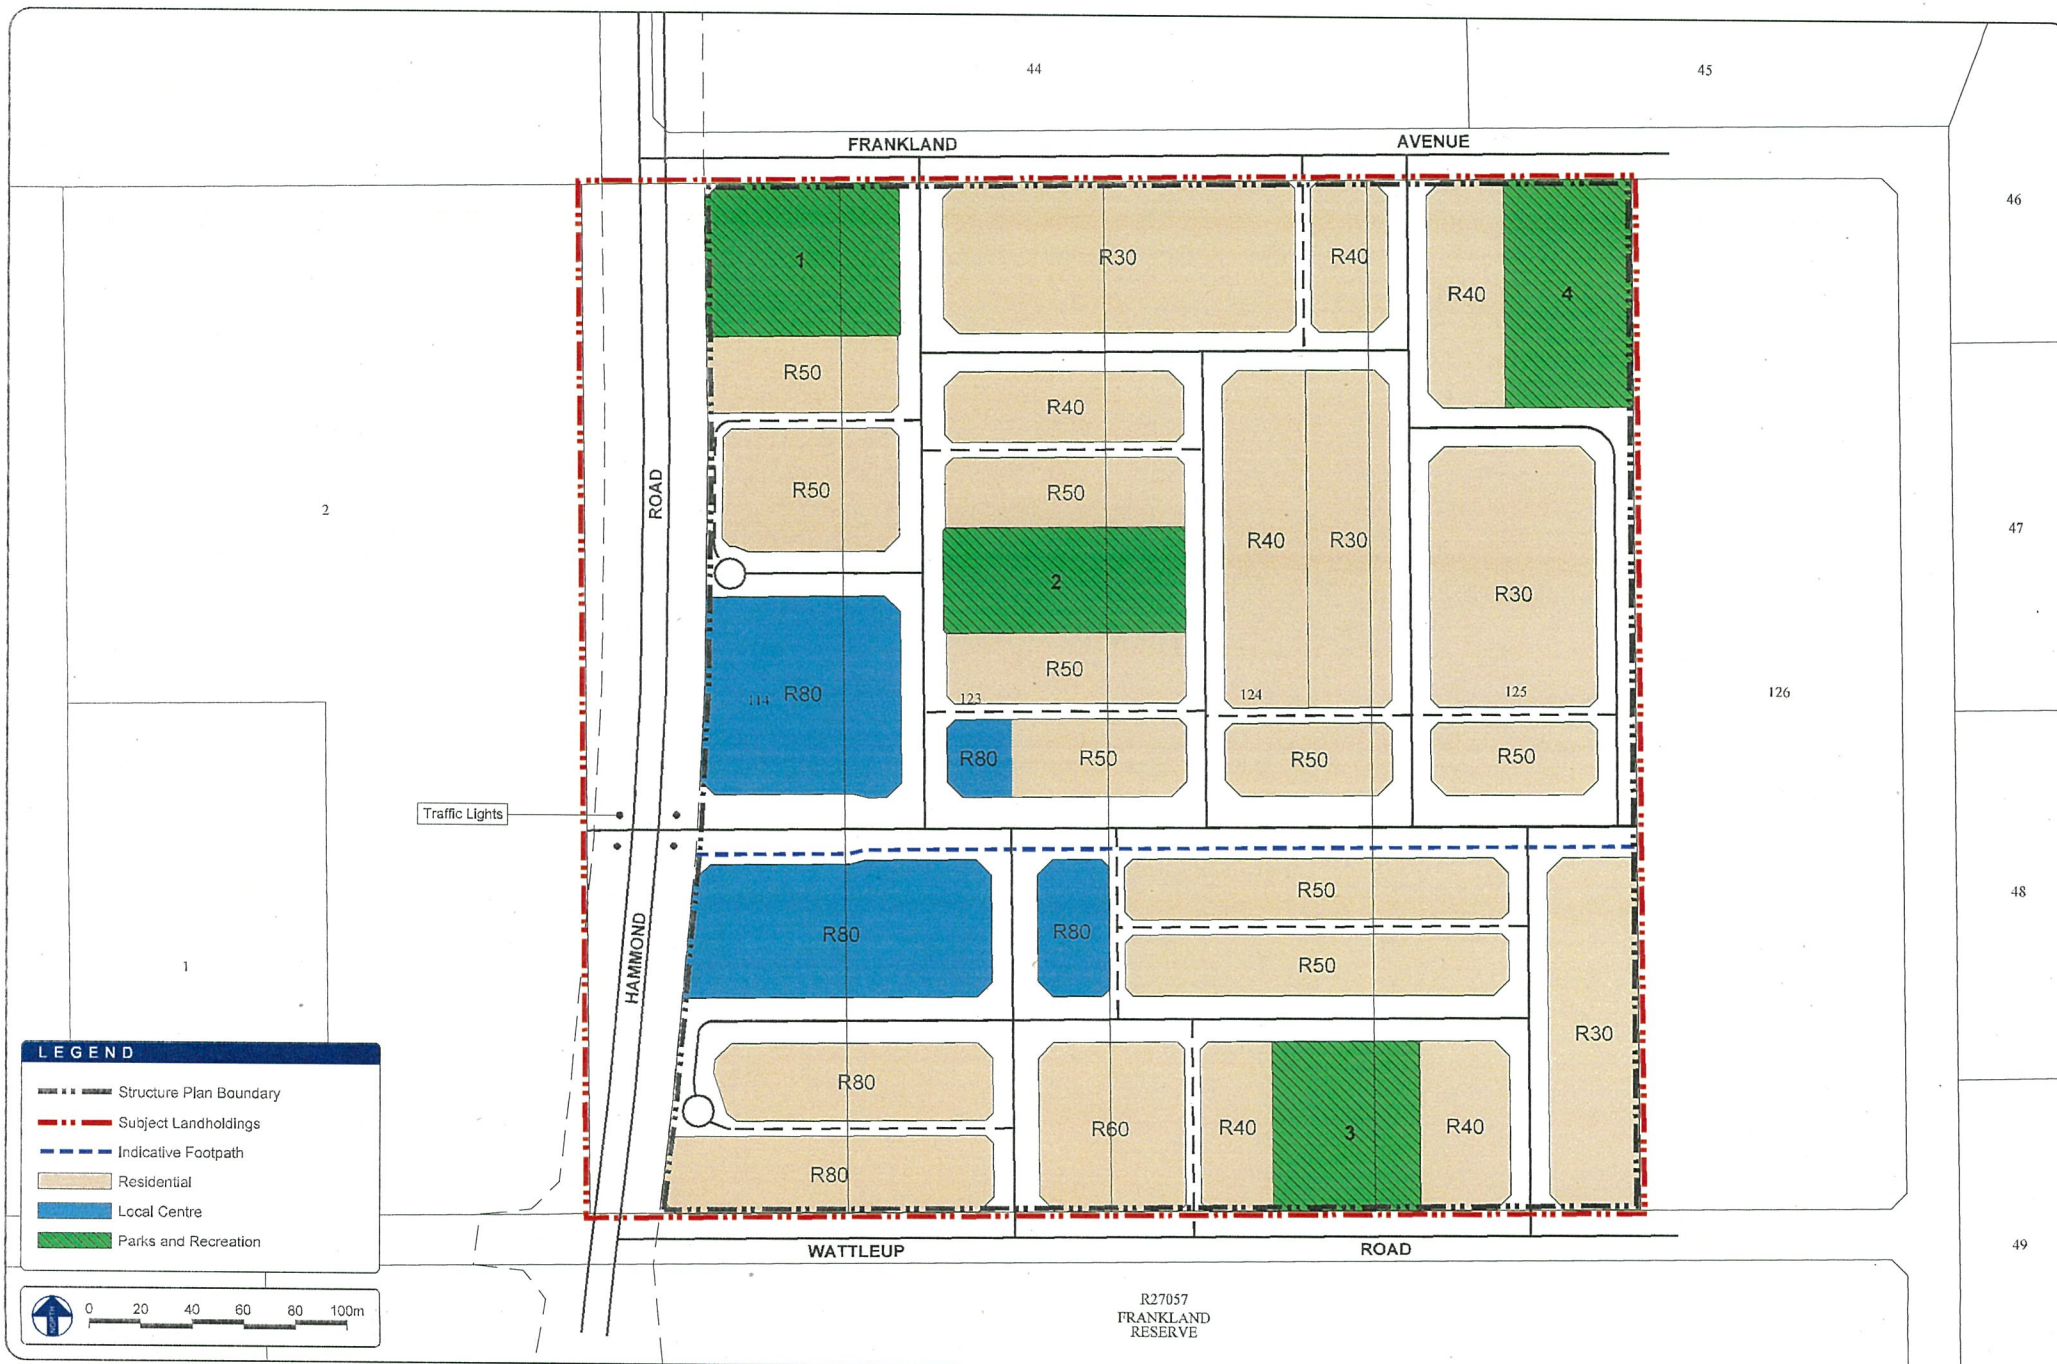 44
45
FRANKLAND
AVENUE
46
1
R30
R40
R40
4
R50
R40
R50
R50
2
ROAD
R40
R30
47
2
R30
R50
114
R80
123
124
125
126
R80
R50
R50
R50
Traffic Lights
R50
48
R80
R80
HAMMOND
R50
1
R30
LEGEND
Structure Plan Boundary
Subject Landholdings
Indicative Footpath
Residential
Local Centre
Parks and Recreation
R80
R60
R40
3
R40
R80
WATTLEUP
ROAD
49
NORTH
0 20 40 60 80 100m
R27057
FRANKLAND
RESERVE